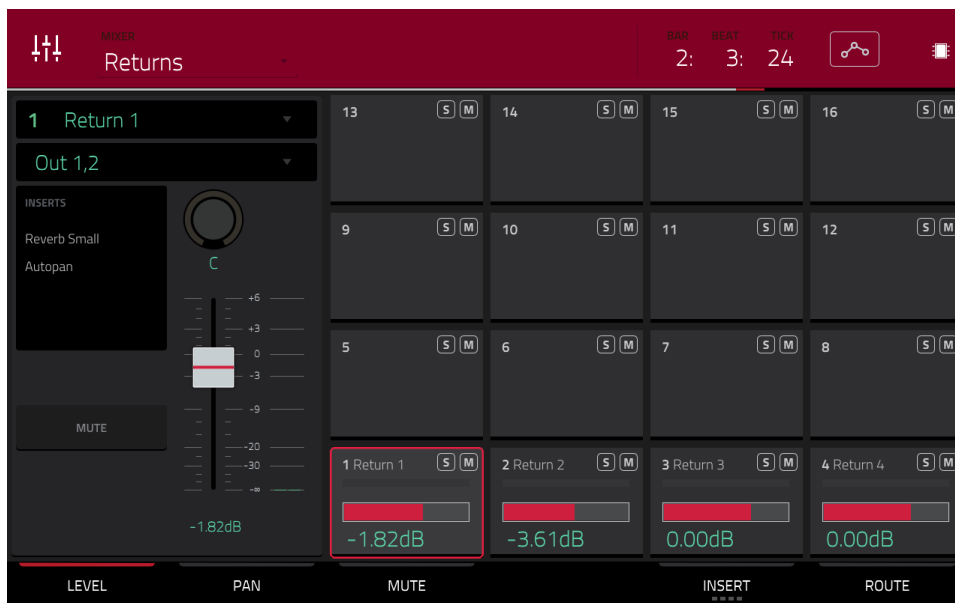 MIXER
Returns
BAR BEAT TICK
2: 3: 24
1 Return 1
Out 1,2
INSERTS
Reverb Small
Autopan
C
+6
+3
0
-3
-9
-20
-30
-∞
MUTE
-1.82dB
13 S M
14 S M
15 S M
16 S M
9 S M
10 S M
11 S M
12 S M
5 S M
6 S M
7 S M
8 S M
1 Return 1 S M
2 Return 2 S M
3 Return 3 S M
4 Return 4 S M
-1.82dB
-3.61dB
0.00dB
0.00dB
LEVEL PAN MUTE INSERT ROUTE